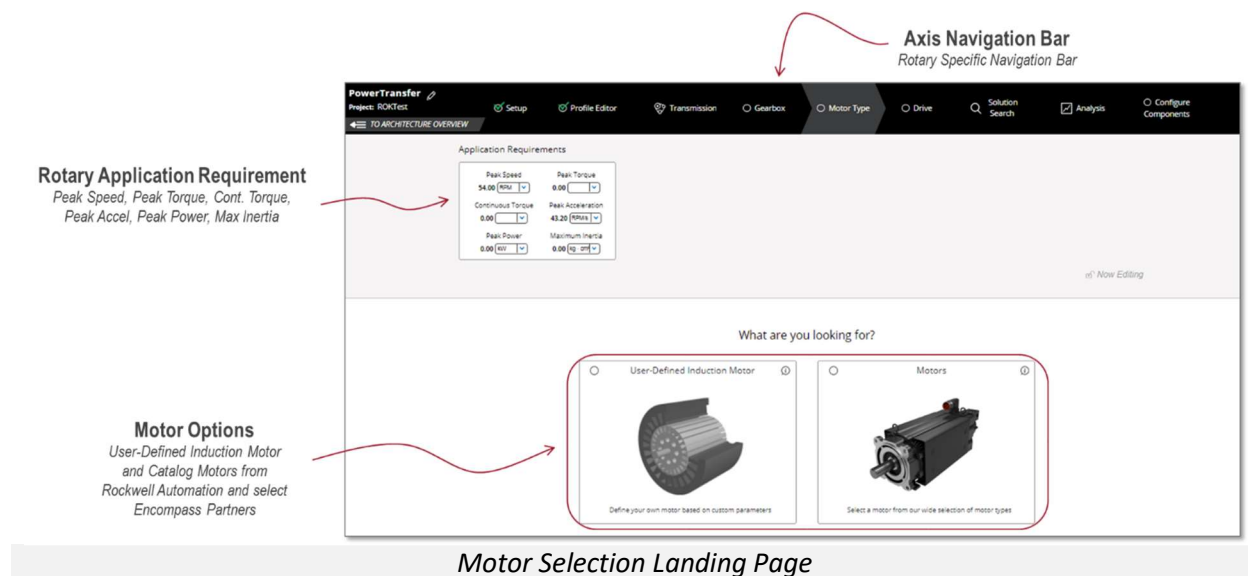 Axis Navigation Bar
Rotary Specific Navigation Bar
PowerTransfer
Project: ROKTest
TO ARCHITECTURE OVERVIEW
Setup
Profile Editor
Transmission
Gearbox
Motor Type
Drive
Solution
Search
Analysis
Configure
Components
Rotary Application Requirement
Peak Speed, Peak Torque, Cont. Torque,
Peak Accel, Peak Power, Max Inertia
Application Requirements
Peak Speed Peak Torque
54.00 RPM 0.00
Continuous Torque Peak Acceleration
0.00 43.20 RPM/s
Peak Power Maximum Inertia
0.00 kW 0.00
Now Editing
What are you looking for?
User-Defined Induction Motor
Motors
Define your own motor based on custom parameters
Select a motor from our wide selection of motor types
Motor Options
User-Defined Induction Motor
and Catalog Motors from
Rockwell Automation and select
Encompass Partners
Motor Selection Landing Page